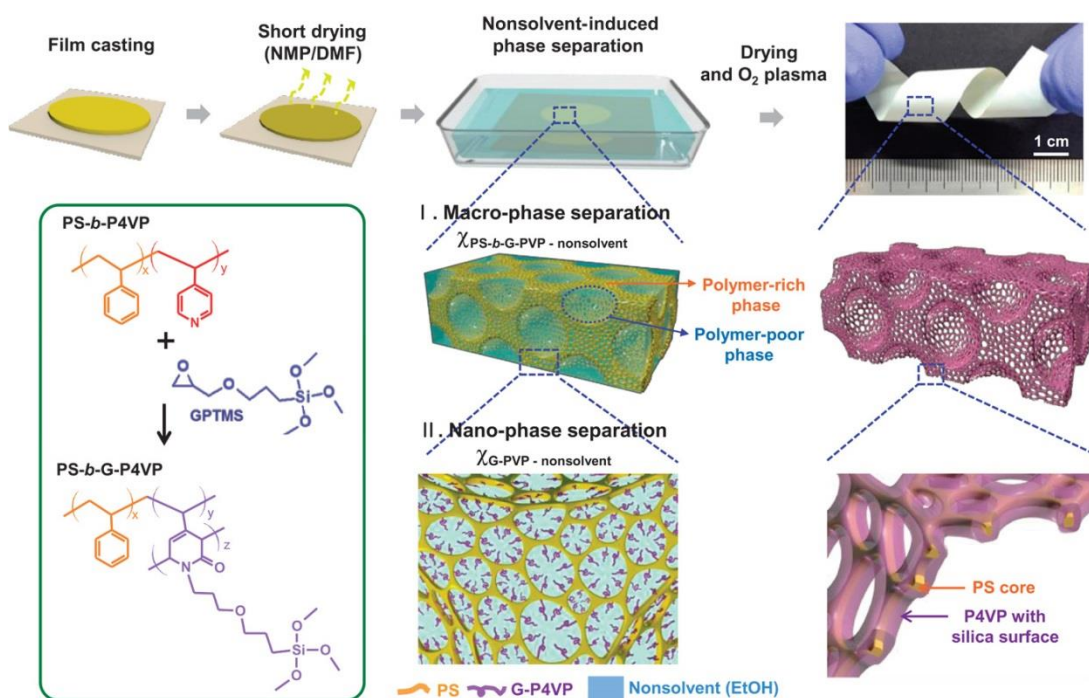 Film casting
Short drying
(NMP/DMF)
Nonsolvent-induced
phase separation
Drying
and O₂ plasma
1 cm
PS-b-P4VP
x
y
N
+
O
O
Si
O
O
O
GPTMS
PS-b-G-P4VP
x
y
z
N
O
O
O
Si
O
O
I. Macro-phase separation
χPS-b-G-PVP - nonsolvent
Polymer-rich
phase
Polymer-poor
phase
II. Nano-phase separation
χG-PVP - nonsolvent
PS core
P4VP with
silica surface
PS
G-P4VP
Nonsolvent (EtOH)